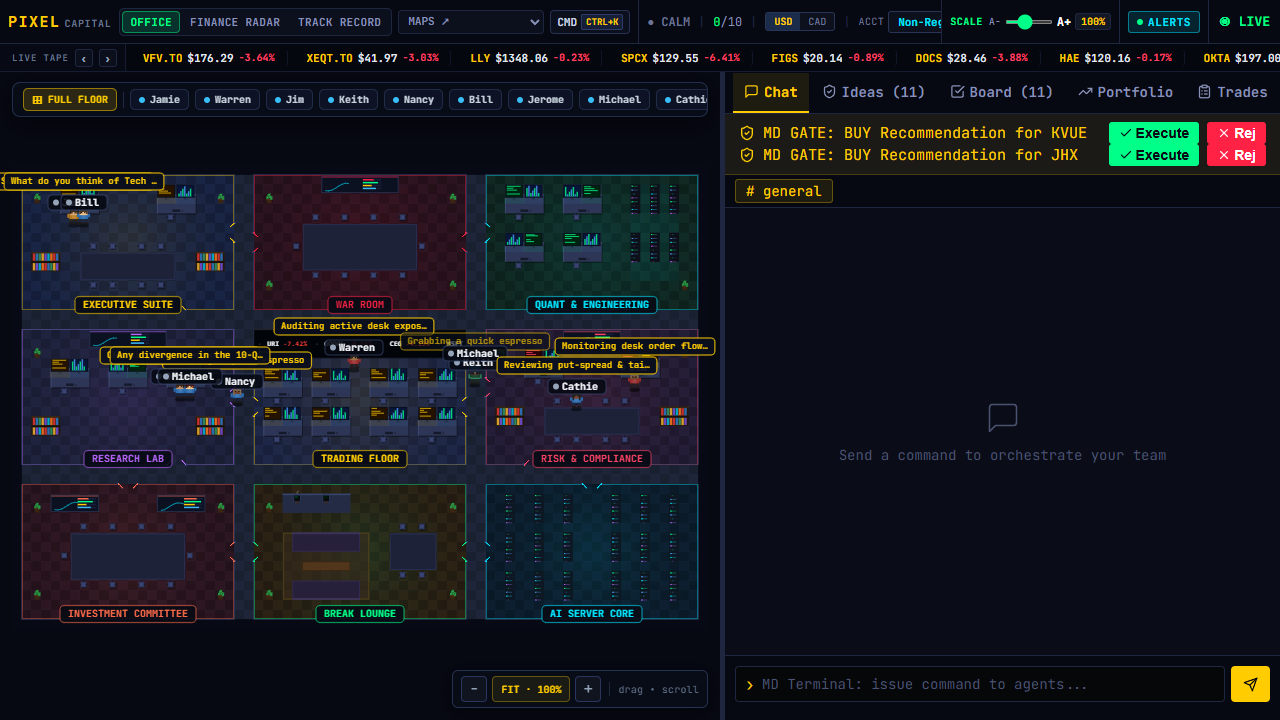 PIXEL CAPITAL OFFICE FINANCE RADAR TRACK RECORD MAPS ↗ CMD CTRL+K CALM 0/10 USD CAD ACCT Non-Reg SCALE A- A+ 100% ALERTS LIVE
LIVE TAPE ‹ › VFV.TO $176.29 -3.64% XEQT.TO $41.97 -3.03% LLY $1348.06 -0.23% SPCX $129.55 -6.41% FIGS $20.14 -0.89% DOCS $28.46 -3.88% HAE $120.16 -0.17% OKTA $197.00
FULL FLOOR Jamie Warren Jim Keith Nancy Bill Jerome Michael Cathi
What do you think of Tech …
Bill
EXECUTIVE SUITE
WAR ROOM
QUANT & ENGINEERING
Auditing active desk expos…
URI -7.42%
Grabbing a quick espresso
Monitoring desk order flow…
Warren
Michael
Any divergence in the 10-Q…
spresso
Keith
Reviewing put-spread & tai…
Michael
Nancy
Cathie
RESEARCH LAB
TRADING FLOOR
RISK & COMPLIANCE
INVESTMENT COMMITTEE
BREAK LOUNGE
AI SERVER CORE
− FIT · 100% + drag · scroll
Chat Ideas (11) Board (11) Portfolio Trades
MD GATE: BUY Recommendation for KVUE Execute Rej
MD GATE: BUY Recommendation for JHX Execute Rej
# general
Send a command to orchestrate your team
› MD Terminal: issue command to agents...